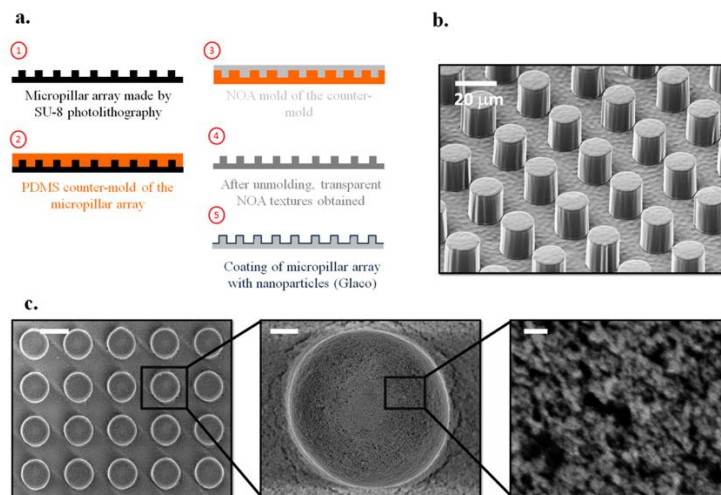 a.
1
Micropillar array made by
SU-8 photolithography
2
PDMS counter-mold of the
micropillar array
3
NOA mold of the counter-
mold
4
After unmolding, transparent
NOA textures obtained
5
Coating of micropillar array
with nanoparticles (Glaco)
b.
20 µm
c.